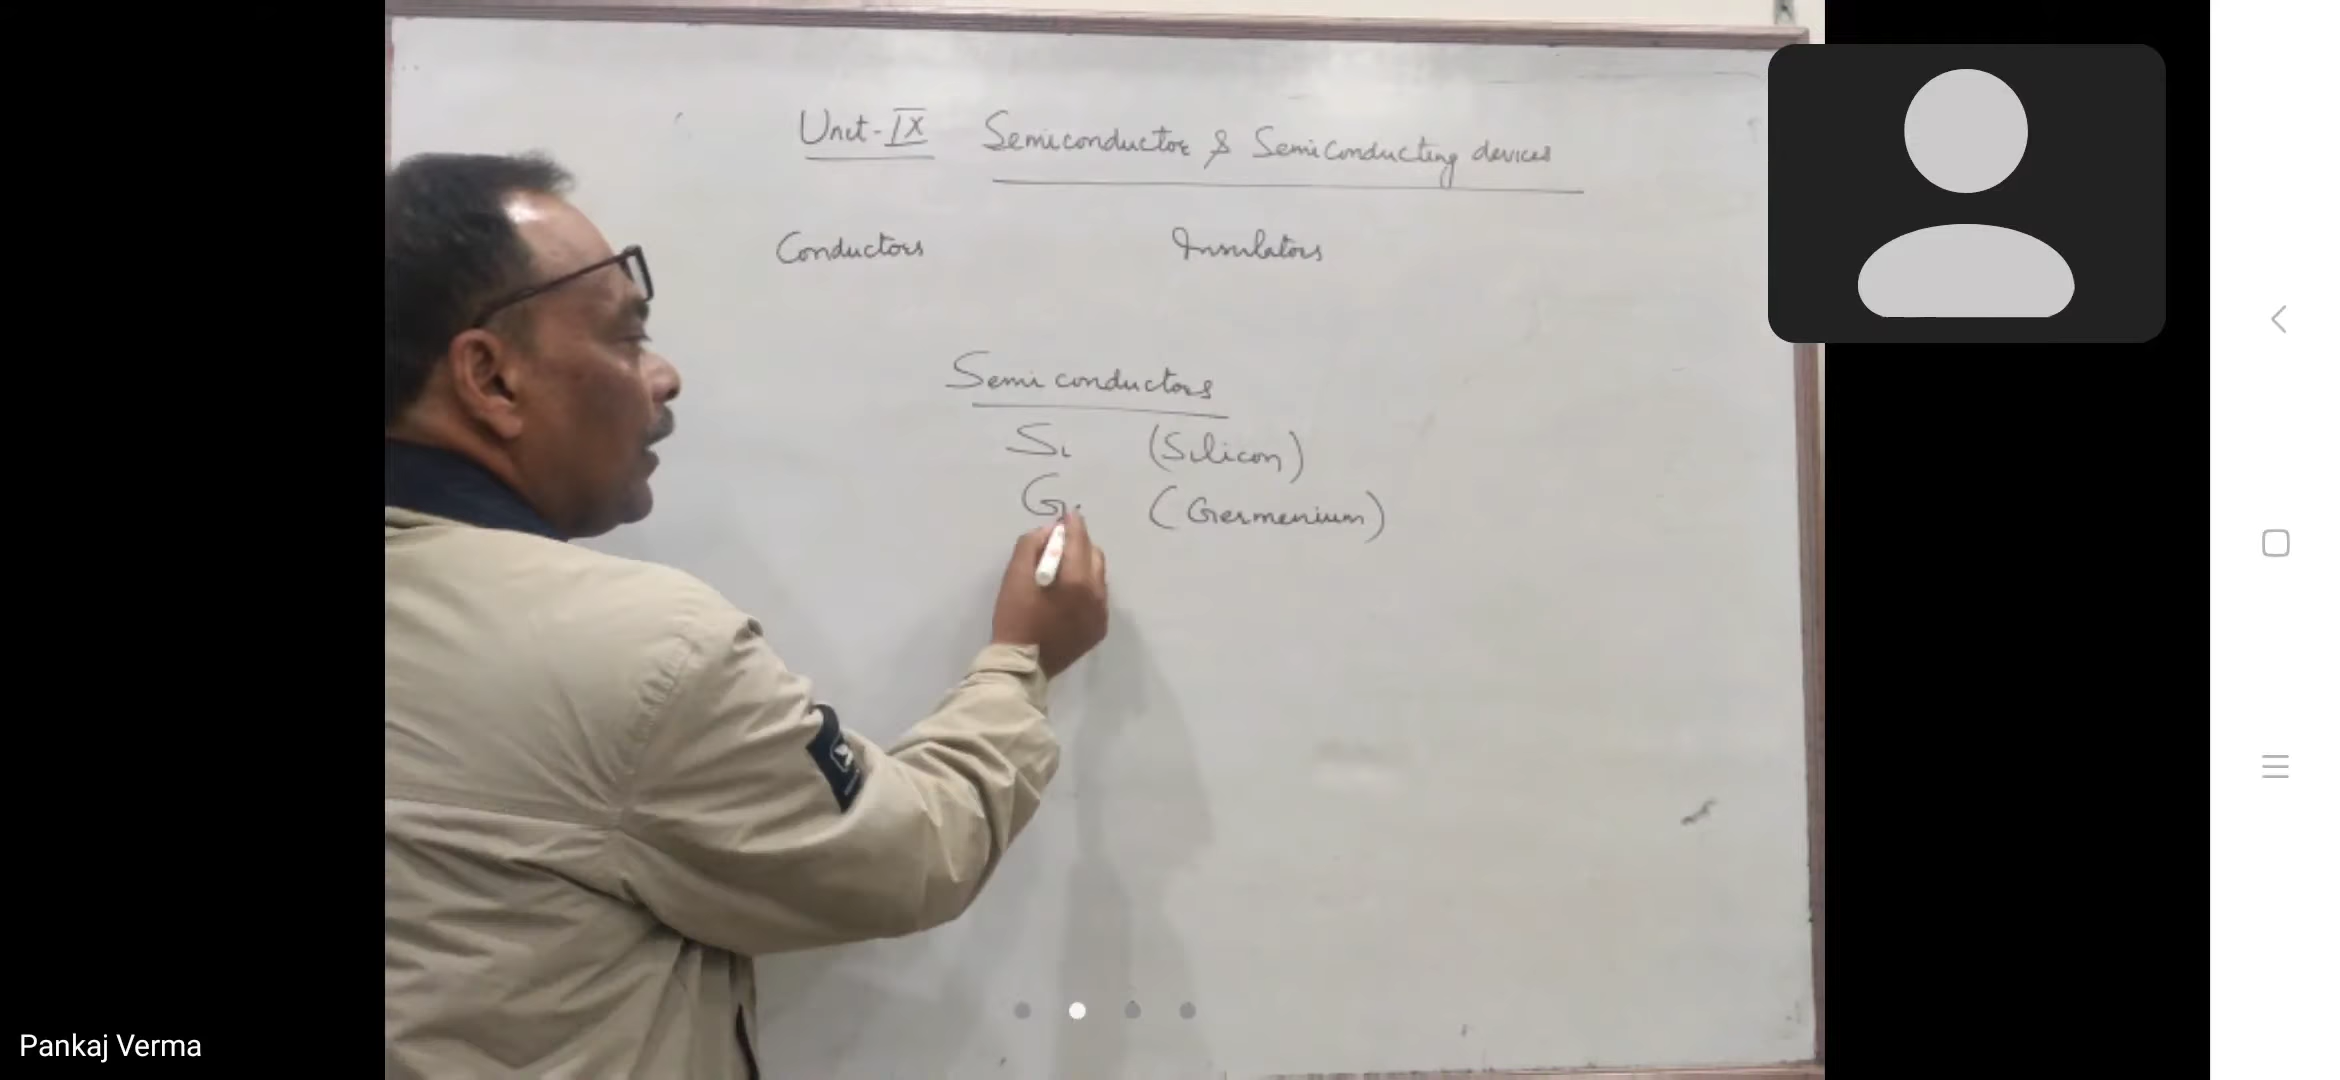 Unit-IX Semiconductor & Semiconducting devices
Conductors Insulators
Semiconductors
Si (Silicon)
Ge (Germenium)
Pankaj Verma